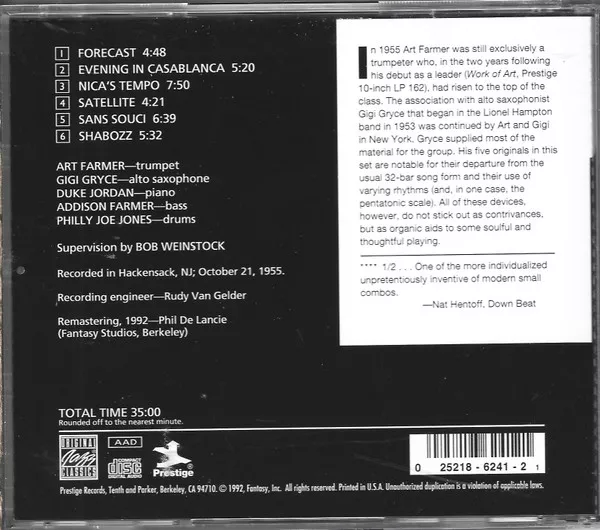 1 FORECAST 4:48
2 EVENING IN CASABLANCA 5:20
3 NICA'S TEMPO 7:50
4 SATELLITE 4:21
5 SANS SOUCI 6:39
6 SHABOZZ 5:32
ART FARMER—trumpet
GIGI GRYCE—alto saxophone
DUKE JORDAN—piano
ADDISON FARMER—bass
PHILLY JOE JONES—drums
Supervision by BOB WEINSTOCK
Recorded in Hackensack, NJ; October 21, 1955.
Recording engineer—Rudy Van Gelder
Remastering, 1992—Phil De Lancie
(Fantasy Studios, Berkeley)
In 1955 Art Farmer was still exclusively a
trumpeter who, in the two years following
his debut as a leader (Work of Art, Prestige
10-inch LP 162), had risen to the top of the
class. The association with alto saxophonist
Gigi Gryce that began in the Lionel Hampton
band in 1953 was continued by Art and Gigi
in New York. Gryce supplied most of the
material for the group. His five originals in this
set are notable for their departure from the
usual 32-bar song form and their use of
varying rhythms (and, in one case, the
pentatonic scale). All of these devices,
however, do not stick out as contrivances,
but as organic aids to some soulful and
thoughtful playing.
**** 1/2 . . . One of the more individualized
unpretentiously inventive of modern small
combos.
—Nat Hentoff, Down Beat
TOTAL TIME 35:00
Rounded off to the nearest minute.
ORIGINAL
Jazz
CLASSICS
AAD
COMPACT
disc
DIGITAL AUDIO
Prestige
0 25218-6241-2 1
Prestige Records, Tenth and Parker, Berkeley, CA 94710. © 1992, Fantasy, Inc. All rights reserved. Printed in U.S.A. Unauthorized duplication is a violation of applicable laws.